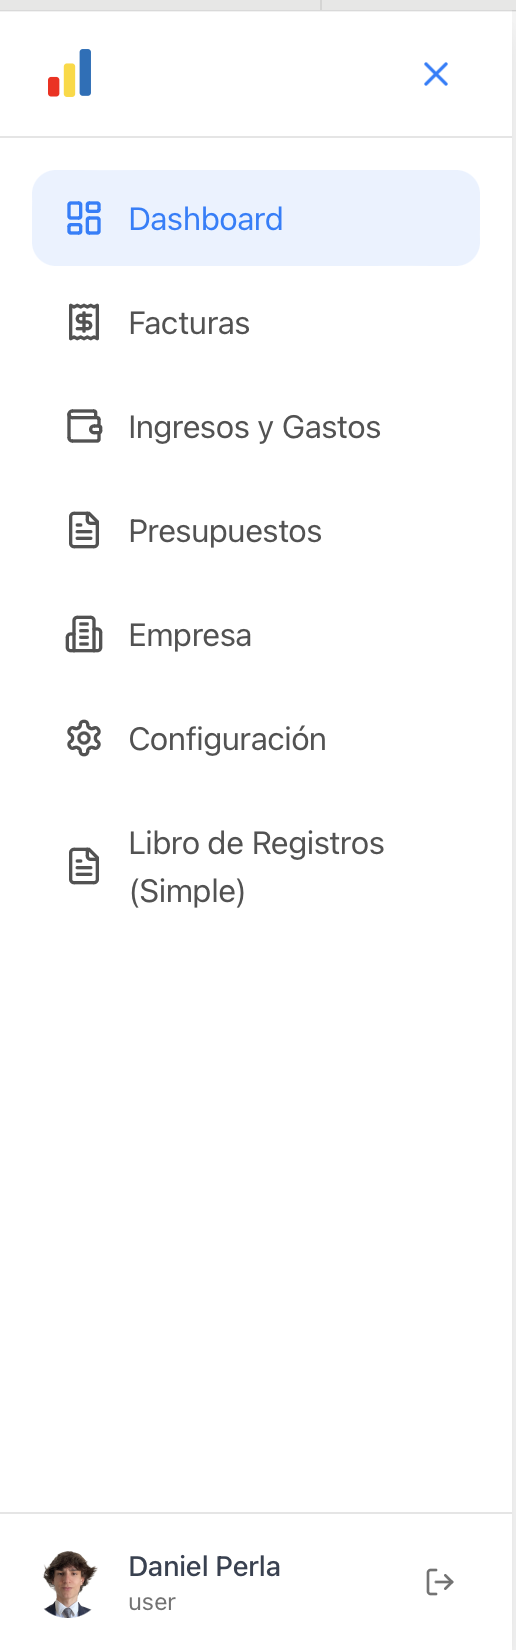 Dashboard
Facturas
Ingresos y Gastos
Presupuestos
Empresa
Configuración
Libro de Registros
(Simple)
Daniel Perla
user